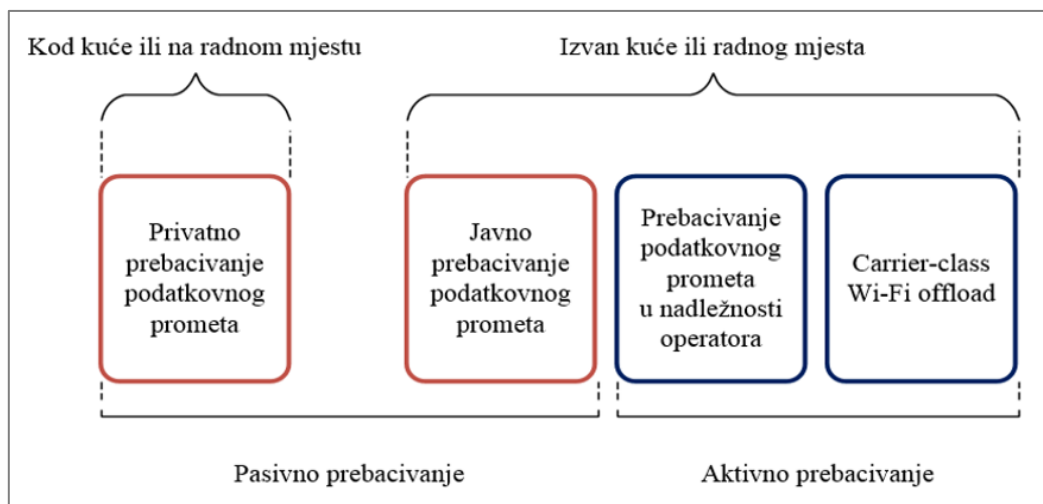 Kod kuće ili na radnom mjestu
Izvan kuće ili radnog mjesta
Privatno
prebacivanje
podatkovnog
prometa
Javno
prebacivanje
podatkovnog
prometa
Prebacivanje
podatkovnog
prometa
u nadležnosti
operatora
Carrier-class
Wi-Fi offload
Pasivno prebacivanje
Aktivno prebacivanje